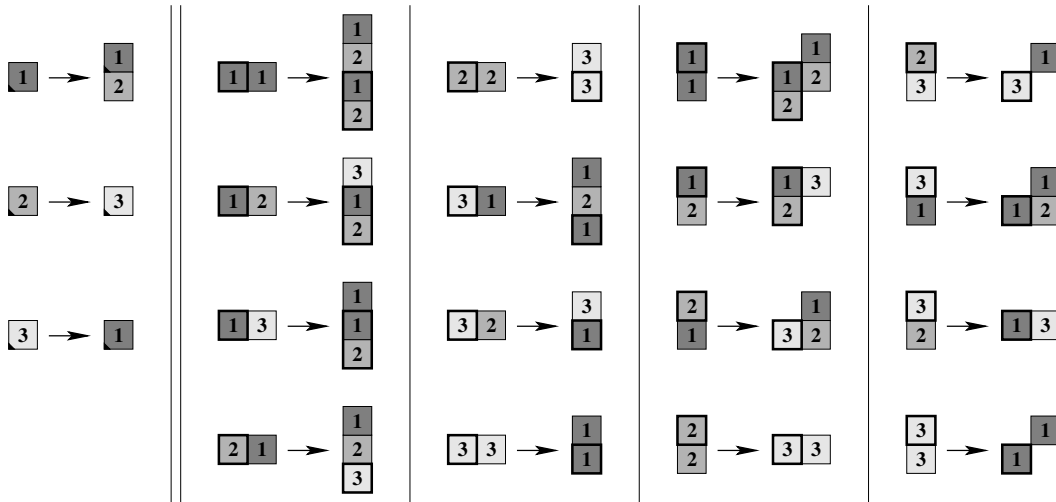 1
1
1 2 3 1 2 1
1 1 1 1 2 2 1 2 3
2 2 3 1 2 3
2 2
3 1
1 1 3 3 1
2 3 1 2 1 3 1 2
2 2 1 1 2
2 1
1
3 2 1 3
3 1 1 3 1 3 2 1 3
1 1 3 2 2
2
1
1 2 3 1
2 1 2 3 3 3 3
1 2 3 1
3